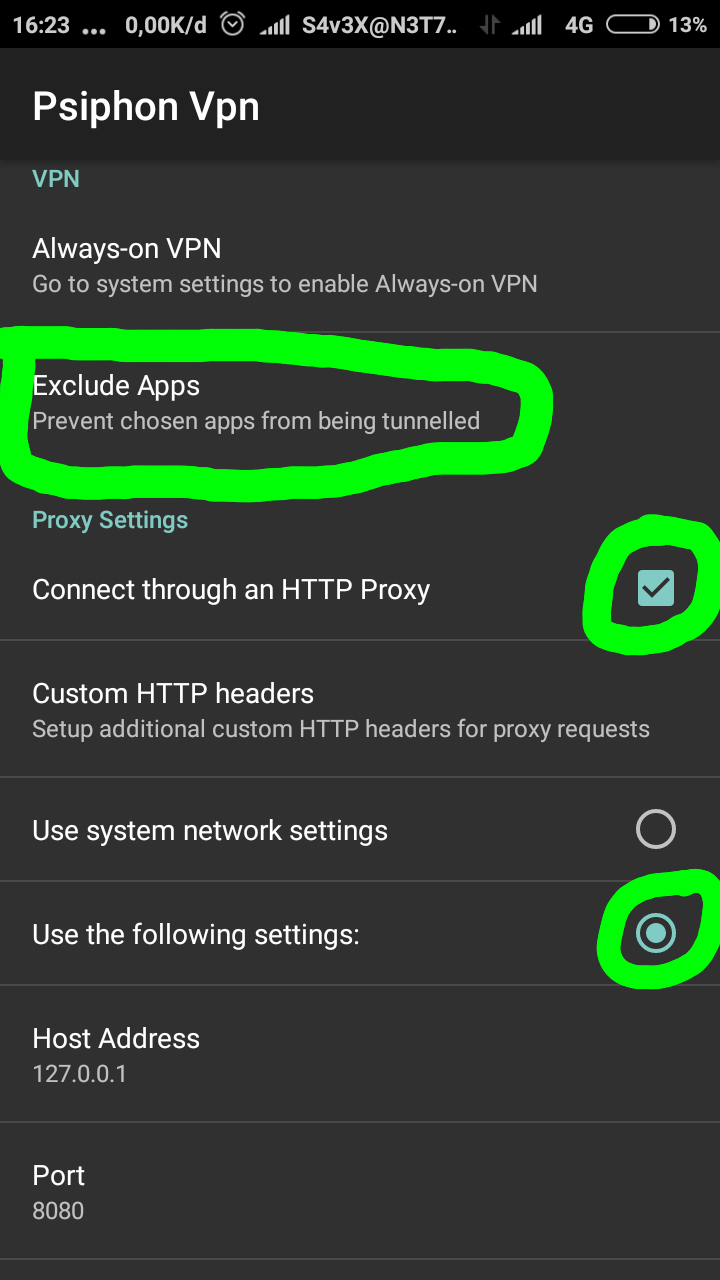 16:23 ... 0,00K/d S4v3X@N3T7.. 4G 13%
Psiphon Vpn
VPN
Always-on VPN
Go to system settings to enable Always-on VPN
Exclude Apps
Prevent chosen apps from being tunnelled
Proxy Settings
Connect through an HTTP Proxy
Custom HTTP headers
Setup additional custom HTTP headers for proxy requests
Use system network settings
Use the following settings:
Host Address
127.0.0.1
Port
8080